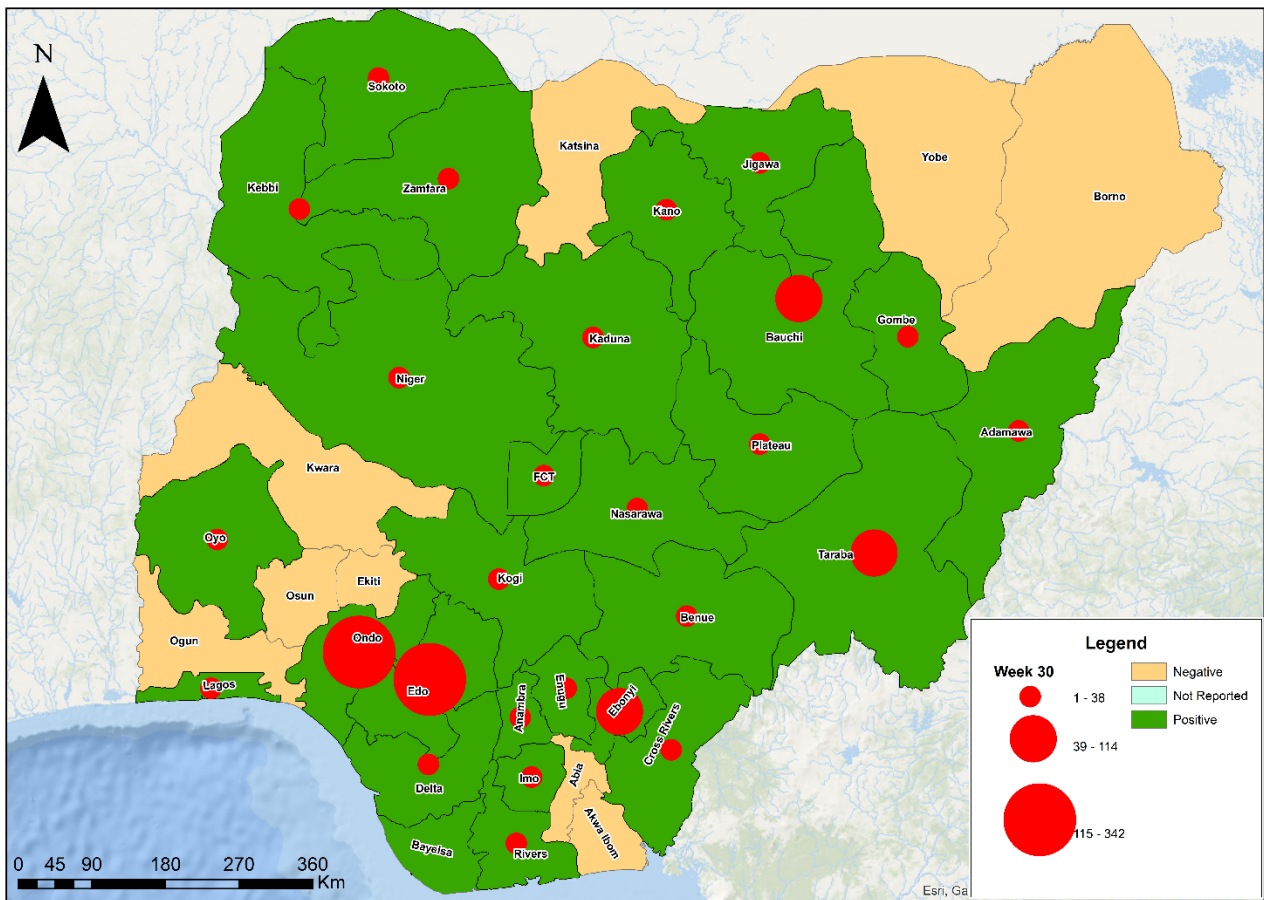 N
Sokoto
Katsina
Yobe
Jigawa
Kebbi
Zamfara
Borno
Kano
Gombe
Kaduna
Bauchi
Niger
Adamawa
Plateau
Kwara
FCT
Nasarawa
Oyo
Taraba
Kogi
Ekiti
Osun
Benue
Ogun
Ondo
Lagos
Edo
Anambra
Enugu
Ebonyi
Cross Rivers
Imo
Abia
Delta
Akwa Ibom
Bayelsa
Rivers
Legend
Week 30
1 - 38
39 - 114
115 - 342
Negative
Not Reported
Positive
0 45 90 180 270 360
Km
Esri, Ga